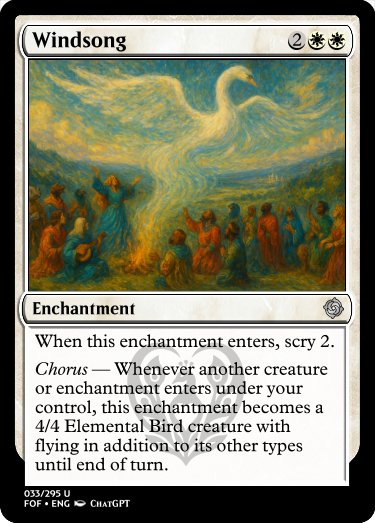 Windsong 2
Enchantment
When this enchantment enters, scry 2.
Chorus — Whenever another creature
or enchantment enters under your
control, this enchantment becomes a
4/4 Elemental Bird creature with
flying in addition to its other types
until end of turn.
033/295 U
FOF • ENG ChatGPT